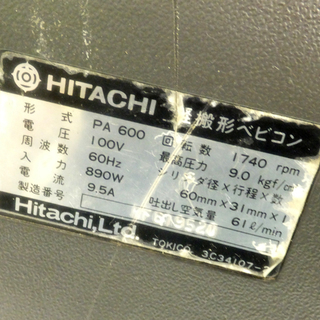 HITACHI 軽搬形ベビコン
形式 PA 600 回転数 1740 rpm
電圧 100V 最高圧力 9.0 kgf/
周波数 60Hz シリンダ径×行程×数
入力 890W 60mm×31mm×1
電流 9.5A 吐出し空気量 61ℓ/
製造番号
Hitachi,Ltd. TOKICO 3C34107-